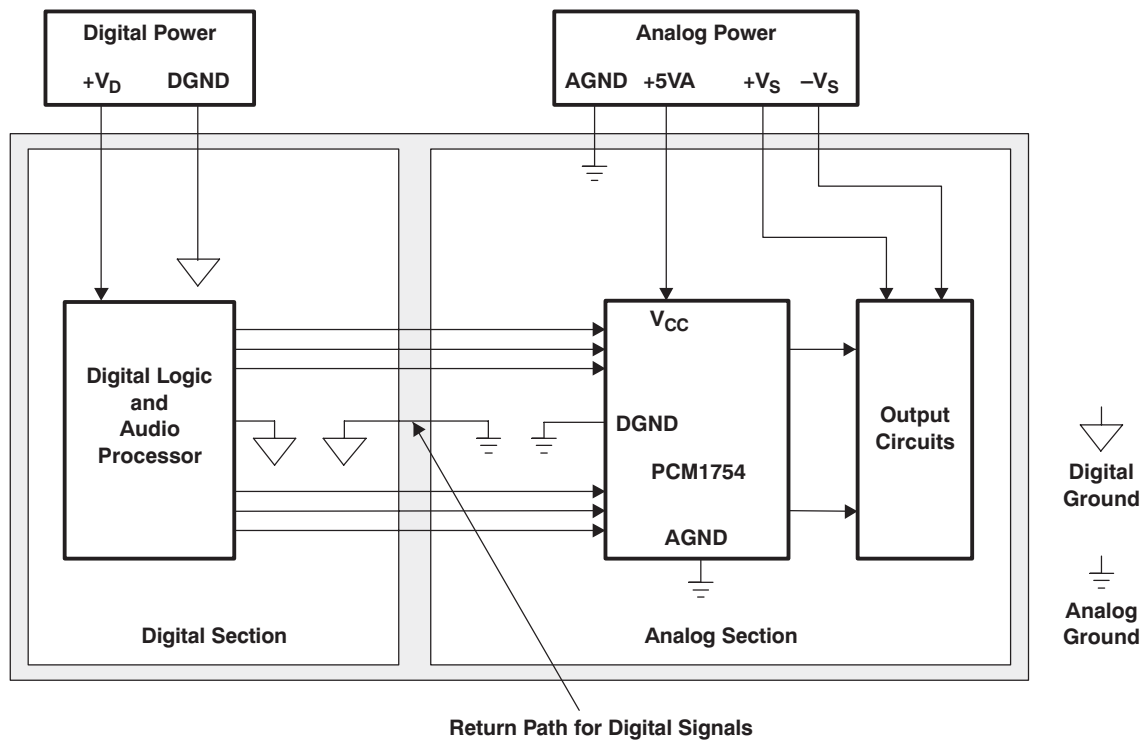 Digital Power
+VD DGND
Analog Power
AGND +5VA +VS –VS
Digital Logic
and
Audio
Processor
VCC
DGND
PCM1754
AGND
Output
Circuits
Digital
Ground
Analog
Ground
Digital Section
Analog Section
Return Path for Digital Signals